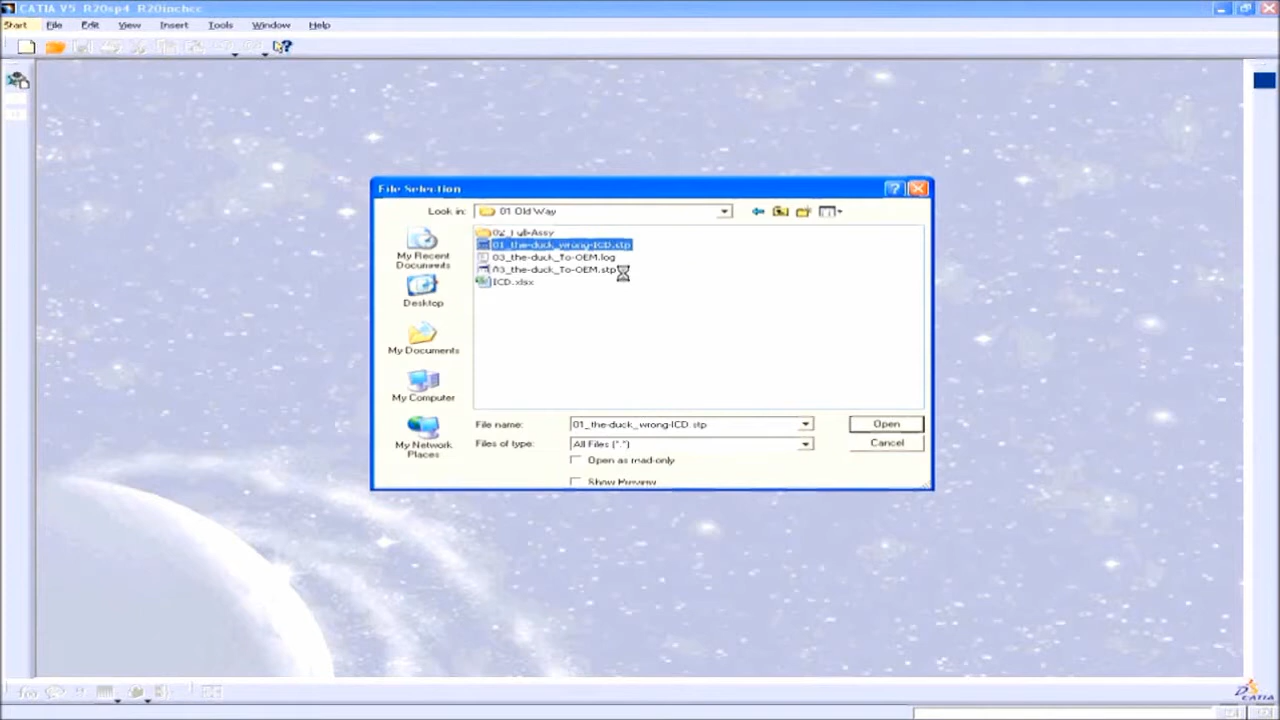 CATIA V5 R20sp4 R20inchcc
Start File Edit View Insert Tools Window Help
File Selection
Look in: 01 Old Way
My Recent
Documents
Desktop
My Documents
My Computer
My Network
Places
01_the-duck_wrong-ICD.stp
03_the-duck_To-OEM.log
03_the-duck_To-OEM.stp
ICD.xlsx
File name: 01_the-duck_wrong-ICD.stp Open
Files of type: All Files (*.*) Cancel
Open as read-only
Show Preview
CATIA